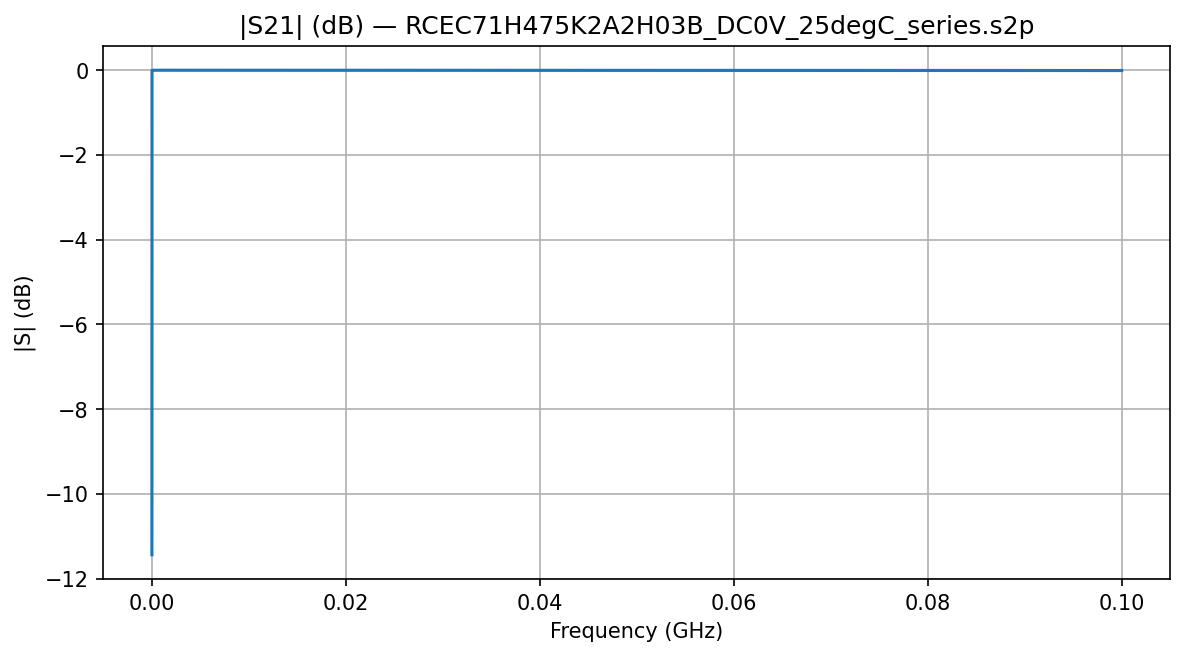 |S21| (dB) — RCEC71H475K2A2H03B_DC0V_25degC_series.s2p
0
−2
−4
−6
−8
−10
−12
|S| (dB)
0.00 0.02 0.04 0.06 0.08 0.10
Frequency (GHz)